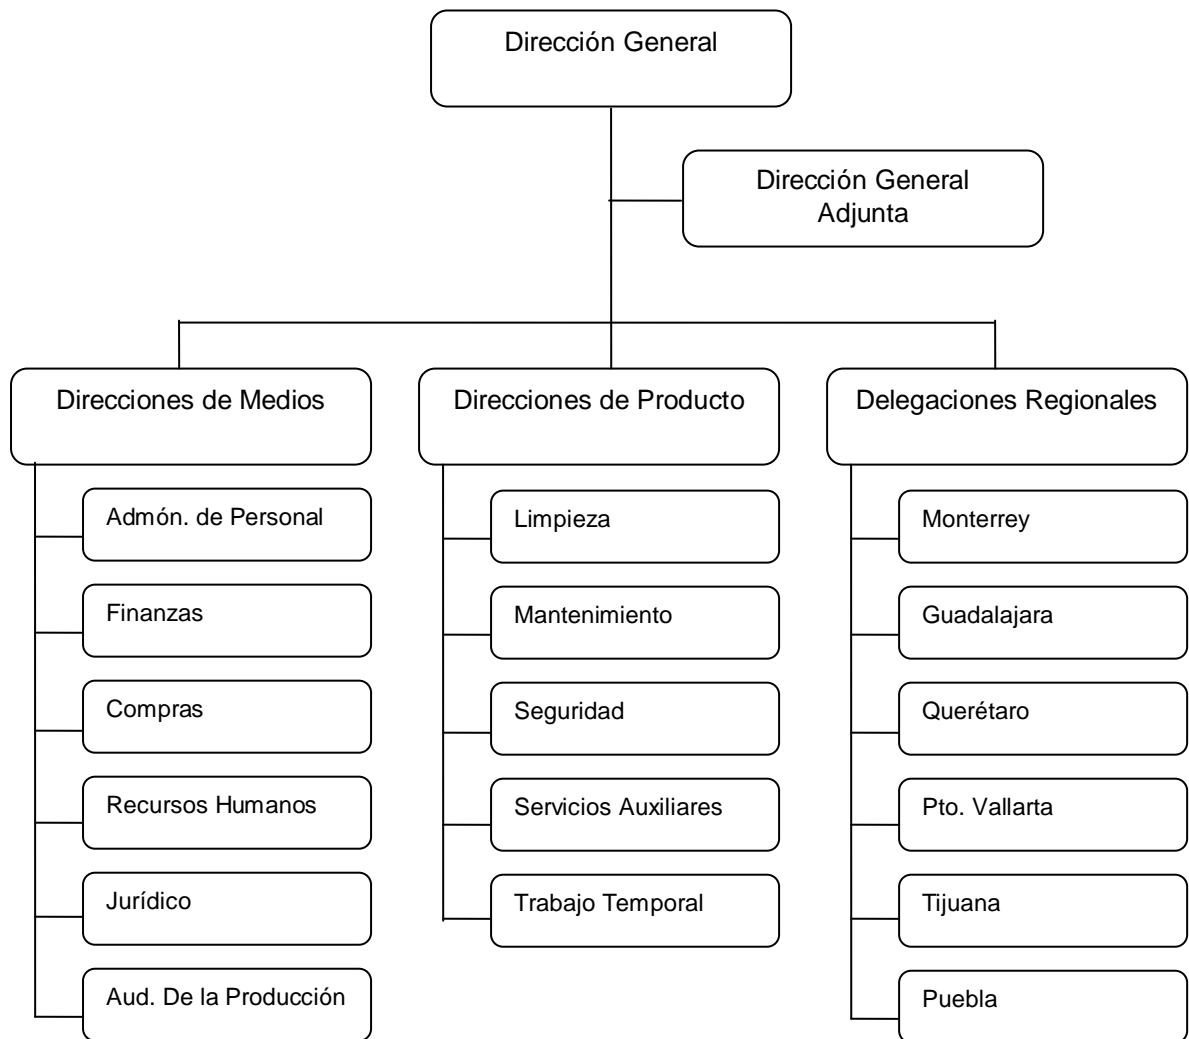 Dirección General
Dirección General
Adjunta
Direcciones de Medios
Admón. de Personal
Finanzas
Compras
Recursos Humanos
Jurídico
Aud. De la Producción
Direcciones de Producto
Limpieza
Mantenimiento
Seguridad
Servicios Auxiliares
Trabajo Temporal
Delegaciones Regionales
Monterrey
Guadalajara
Querétaro
Pto. Vallarta
Tijuana
Puebla